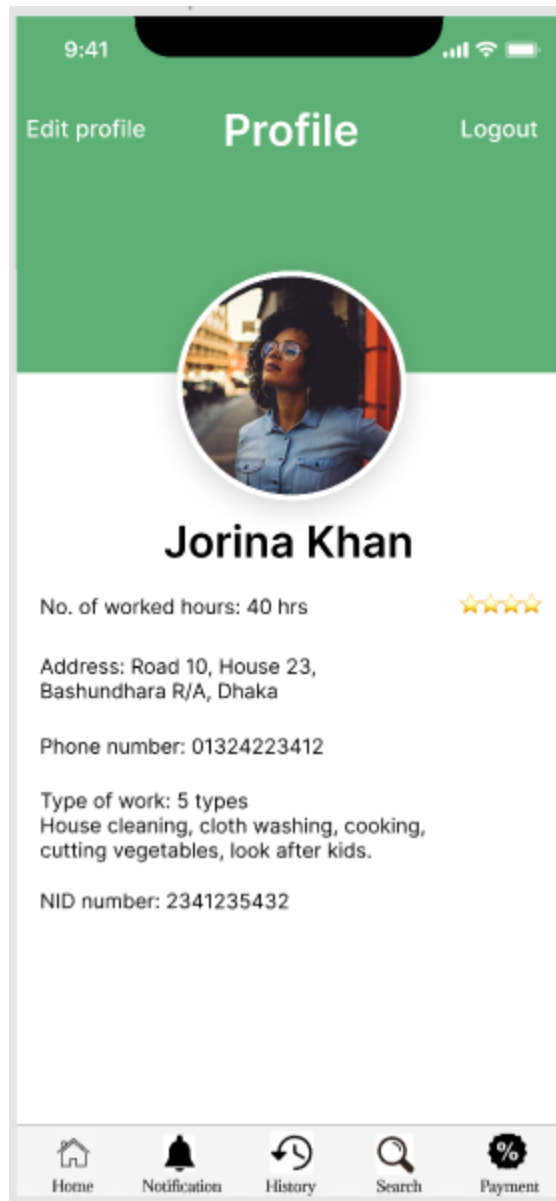 9:41
Edit profile Profile Logout
Jorina Khan
No. of worked hours: 40 hrs
Address: Road 10, House 23,
Bashundhara R/A, Dhaka
Phone number: 01324223412
Type of work: 5 types
House cleaning, cloth washing, cooking,
cutting vegetables, look after kids.
NID number: 2341235432
%
Home Notification History Search Payment